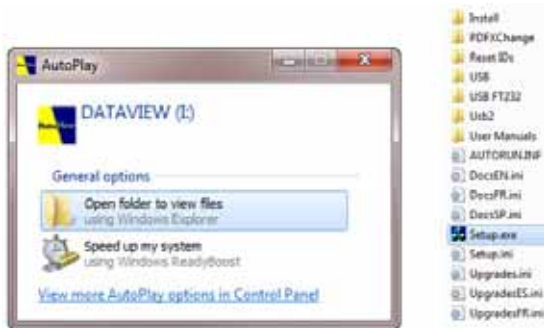 AutoPlay
DATAVIEW (I:)
General options
Open folder to view files
using Windows Explorer
Speed up my system
using Windows ReadyBoost
View more AutoPlay options in Control Panel
Install
PDFXChange
Reset IDs
USB
USB FT232
Usb2
User Manuals
AUTORUN.INF
DocsEN.ini
DocsFR.ini
DocsSP.ini
Setup.exe
Setup.ini
Upgrades.ini
UpgradesES.ini
UpgradesFR.ini